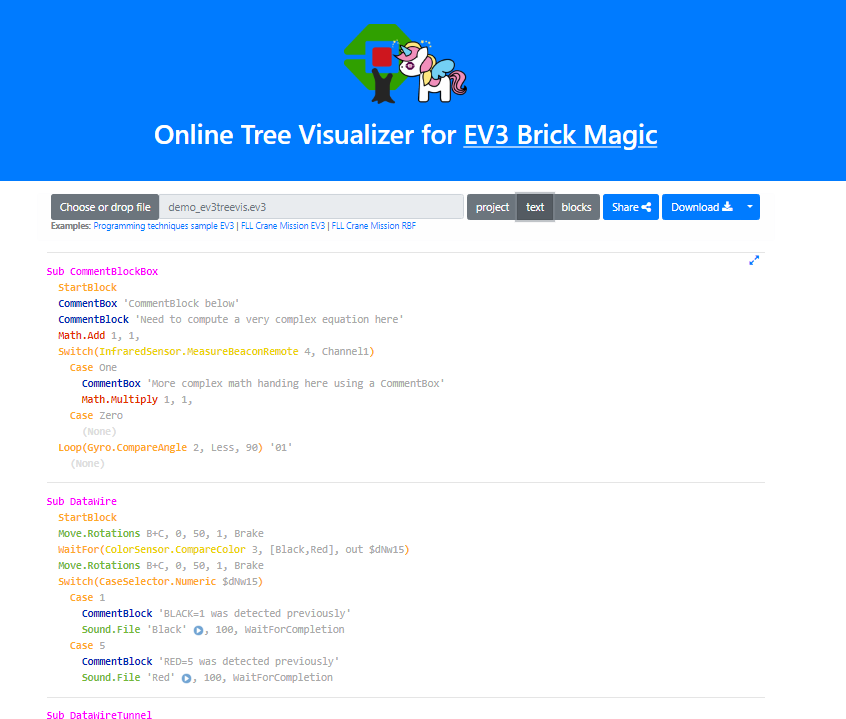 Online Tree Visualizer for EV3 Brick Magic
Choose or drop file demo_ev3treevis.ev3 project text blocks Share Download
Examples: Programming techniques sample EV3 | FLL Crane Mission EV3 | FLL Crane Mission RBF
Sub CommentBlockBox
StartBlock
CommentBox 'CommentBlock below'
CommentBlock 'Need to compute a very complex equation here'
Math.Add 1, 1,
Switch(InfraredSensor.MeasureBeaconRemote 4, Channel1)
Case One
CommentBox 'More complex math handing here using a CommentBox'
Math.Multiply 1, 1,
Case Zero
(None)
Loop(Gyro.CompareAngle 2, Less, 90) '01'
(None)
Sub DataWire
StartBlock
Move.Rotations B+C, 0, 50, 1, Brake
WaitFor(ColorSensor.CompareColor 3, [Black,Red], out $dNw15)
Move.Rotations B+C, 0, 50, 1, Brake
Switch(CaseSelector.Numeric $dNw15)
Case 1
CommentBlock 'BLACK=1 was detected previously'
Sound.File 'Black' , 100, WaitForCompletion
Case 5
CommentBlock 'RED=5 was detected previously'
Sound.File 'Red' , 100, WaitForCompletion
Sub DataWireTunnel